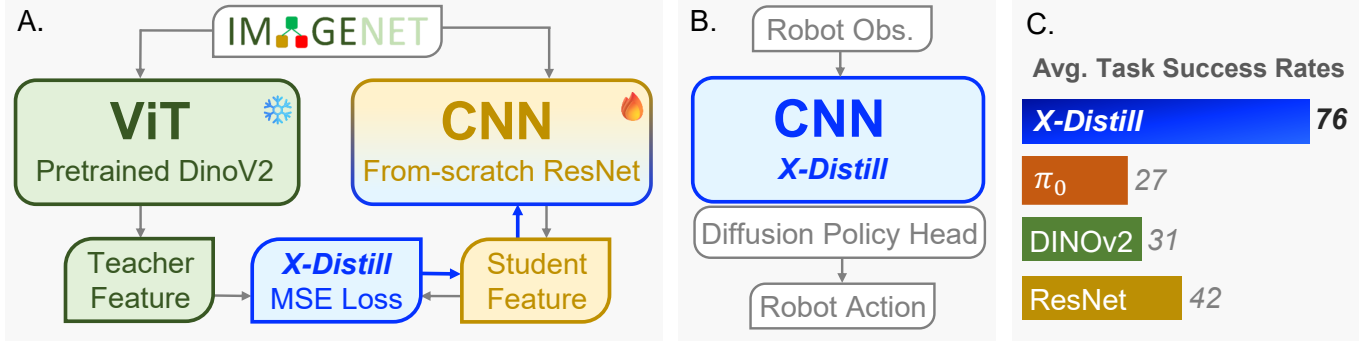 A.
IMAGENET
ViT
Pretrained DinoV2
CNN
From-scratch ResNet
Teacher
Feature
X-Distill
MSE Loss
Student
Feature
B.
Robot Obs.
CNN
X-Distill
Diffusion Policy Head
Robot Action
C.
Avg. Task Success Rates
X-Distill 76
π₀ 27
DINOv2 31
ResNet 42